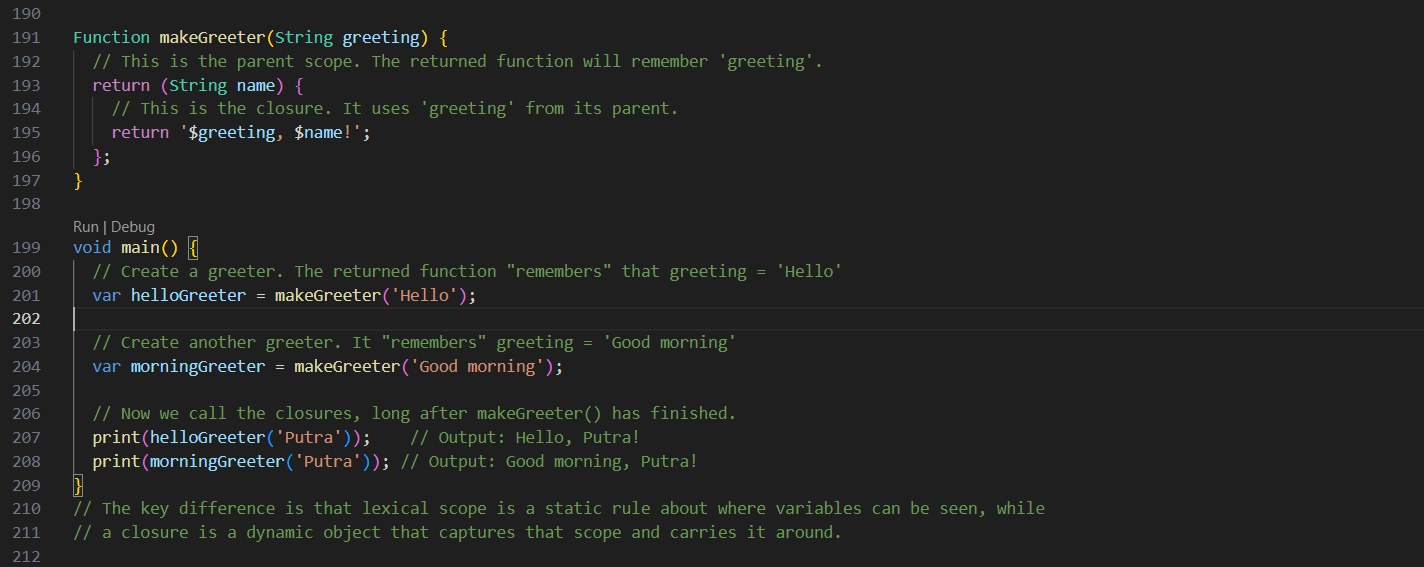 190
191 Function makeGreeter(String greeting) {
192   // This is the parent scope. The returned function will remember 'greeting'.
193   return (String name) {
194     // This is the closure. It uses 'greeting' from its parent.
195     return '$greeting, $name!';
196   };
197 }
198
Run | Debug
199 void main() {
200   // Create a greeter. The returned function "remembers" that greeting = 'Hello'
201   var helloGreeter = makeGreeter('Hello');
202
203   // Create another greeter. It "remembers" greeting = 'Good morning'
204   var morningGreeter = makeGreeter('Good morning');
205
206   // Now we call the closures, long after makeGreeter() has finished.
207   print(helloGreeter('Putra'));    // Output: Hello, Putra!
208   print(morningGreeter('Putra')); // Output: Good morning, Putra!
209 }
210 // The key difference is that lexical scope is a static rule about where variables can be seen, while
211 // a closure is a dynamic object that captures that scope and carries it around.
212